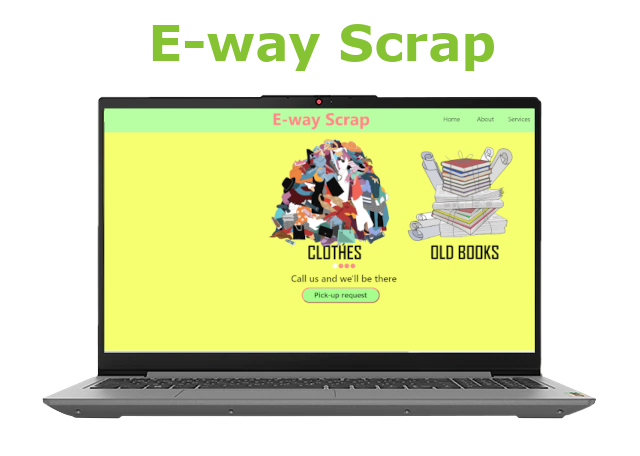 E-way Scrap
E-way Scrap
Home About Services
CLOTHES
OLD BOOKS
Call us and we'll be there
Pick-up request